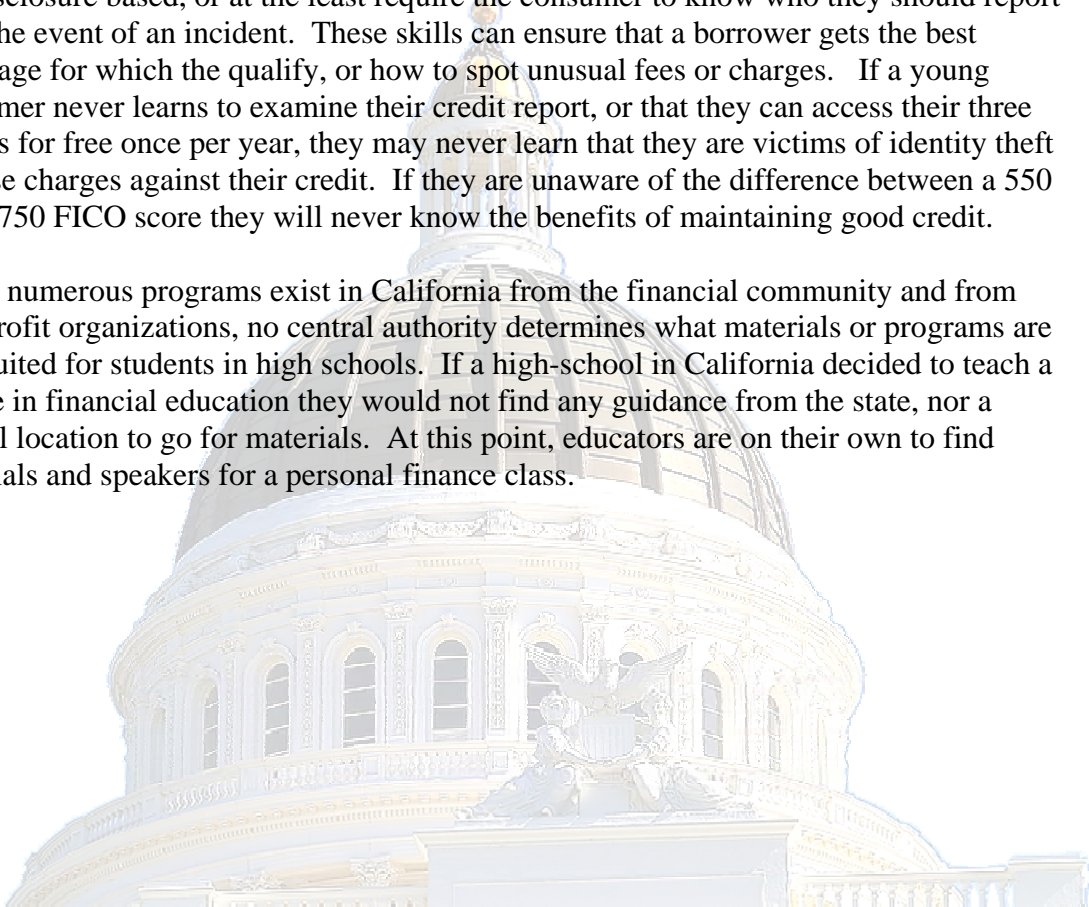 closure based, or at the least require the consumer to know who they should report
he event of an incident. These skills can ensure that a borrower gets the best
age for which the qualify, or how to spot unusual fees or charges. If a young
mer never learns to examine their credit report, or that they can access their three
s for free once per year, they may never learn that they are victims of identity theft
e charges against their credit. If they are unaware of the difference between a 550
750 FICO score they will never know the benefits of maintaining good credit.
numerous programs exist in California from the financial community and from
rofit organizations, no central authority determines what materials or programs are
uited for students in high schools. If a high-school in California decided to teach a
e in financial education they would not find any guidance from the state, nor a
l location to go for materials. At this point, educators are on their own to find
ials and speakers for a personal finance class.